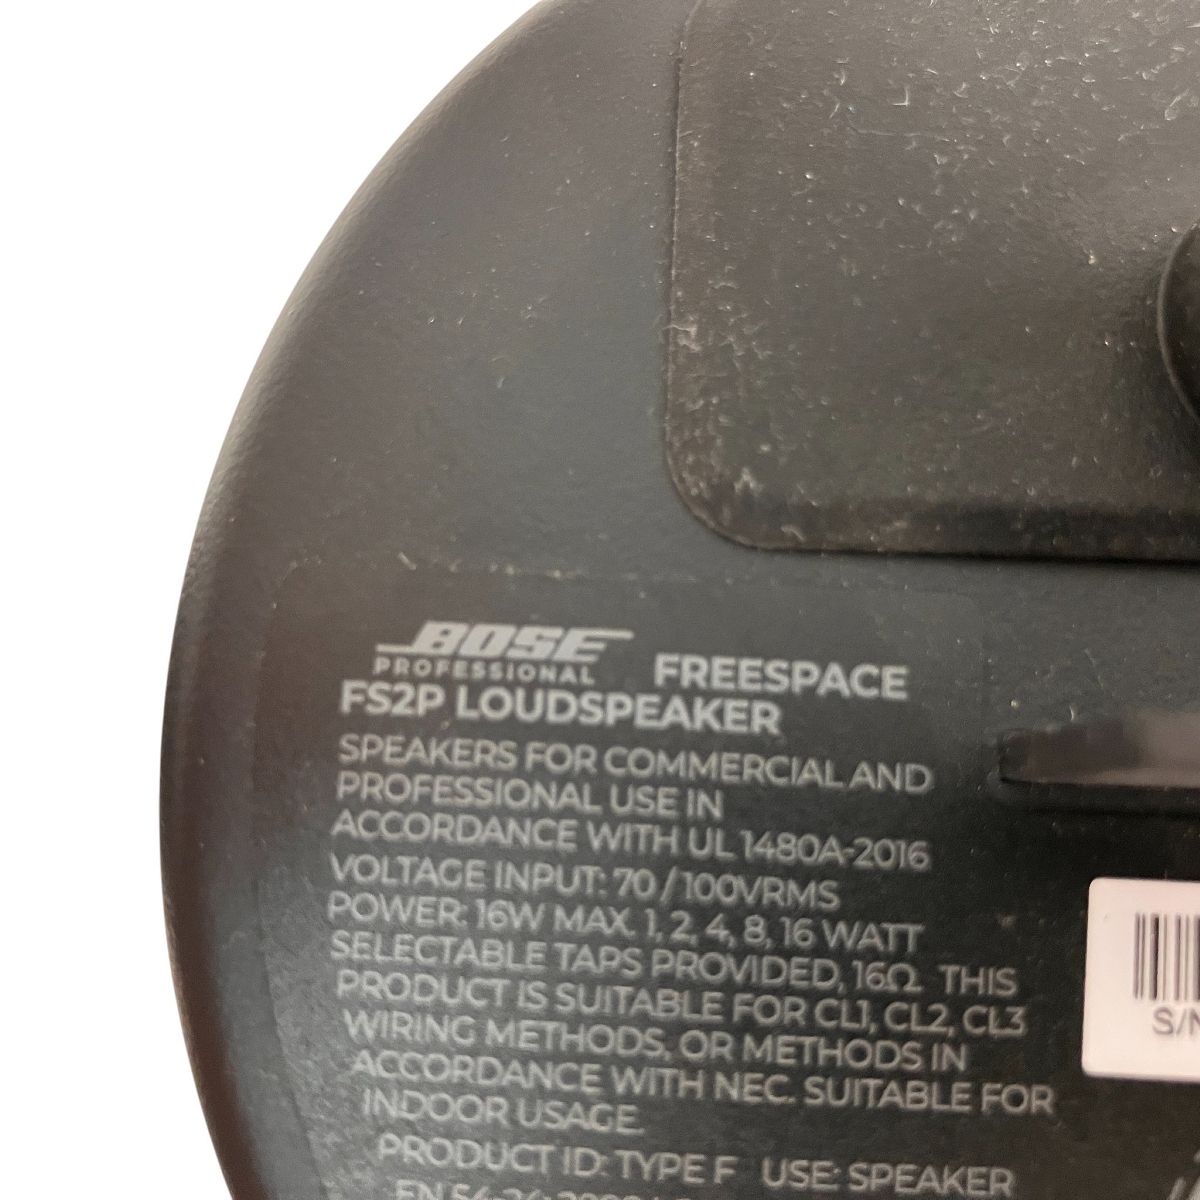 BOSE
PROFESSIONAL FREESPACE
FS2P LOUDSPEAKER
SPEAKERS FOR COMMERCIAL AND
PROFESSIONAL USE IN
ACCORDANCE WITH UL 1480A-2016
VOLTAGE INPUT: 70/100VRMS
POWER: 16W MAX. 1, 2, 4, 8, 16 WATT
SELECTABLE TAPS PROVIDED, 16Ω THIS
PRODUCT IS SUITABLE FOR CL1, CL2, CL3
WIRING METHODS, OR METHODS IN
ACCORDANCE WITH NEC. SUITABLE FOR
INDOOR USAGE.
PRODUCT ID: TYPE F USE: SPEAKER
EN 54-24:
S/N